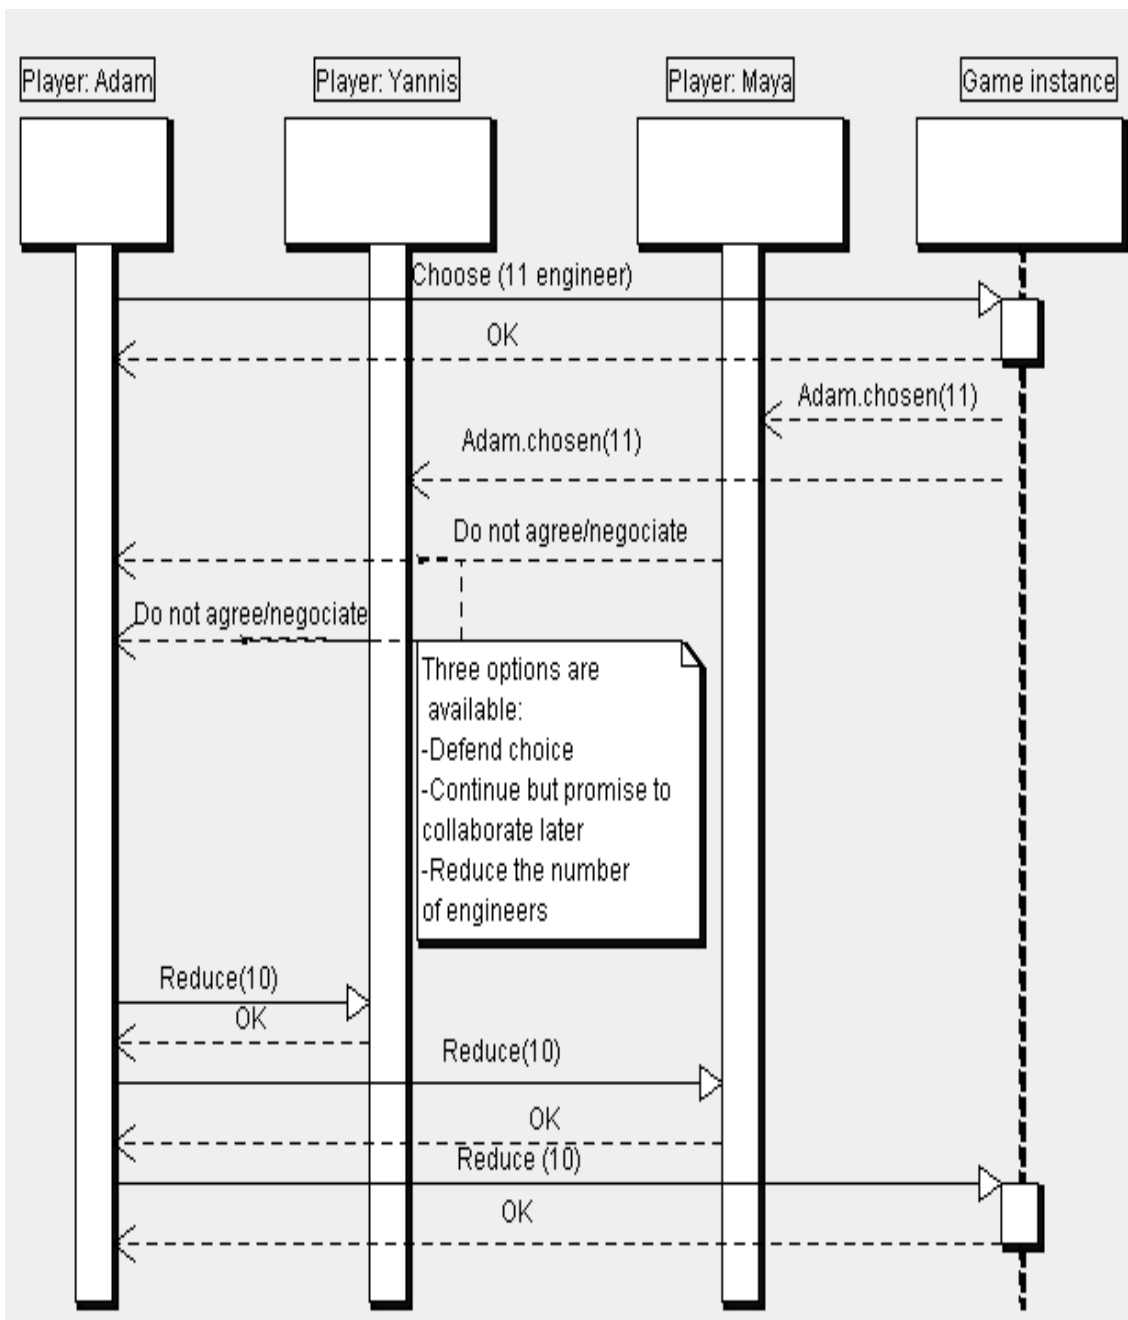 Player: Adam
Player: Yannis
Player: Maya
Game instance
Choose (11 engineer)
OK
Adam.chosen(11)
Adam.chosen(11)
Do not agree/negociate
Do not agree/negociate
Three options are
available:
-Defend choice
-Continue but promise to
collaborate later
-Reduce the number
of engineers
Reduce(10)
OK
Reduce(10)
OK
Reduce (10)
OK